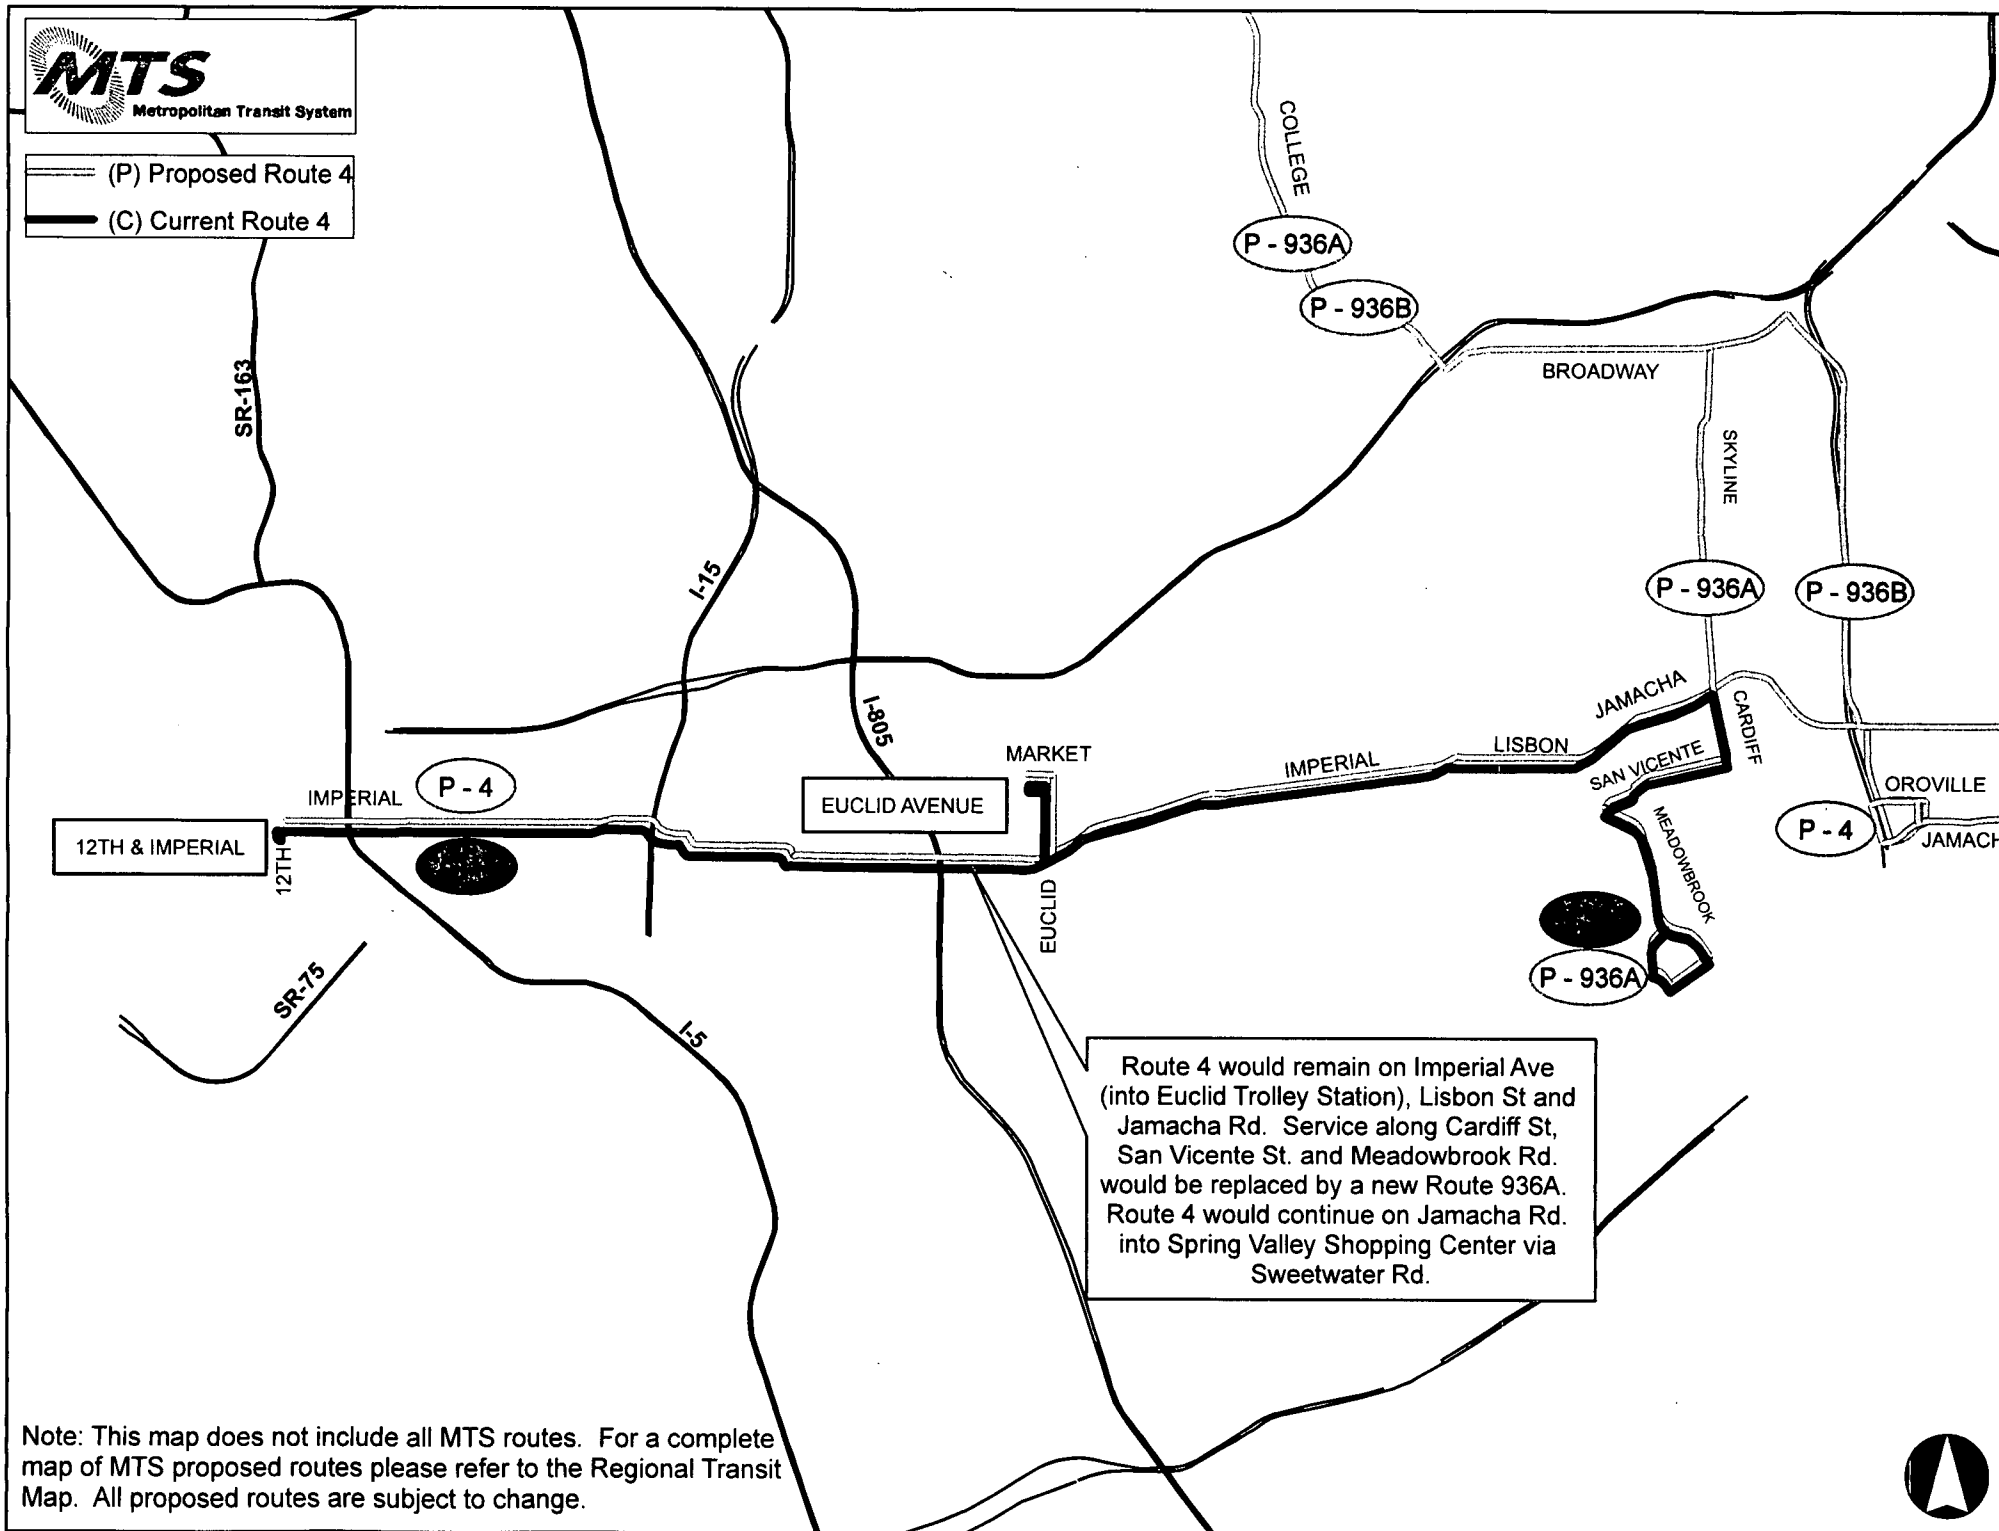 MTS
Metropolitan Transit System
(P) Proposed Route 4
(C) Current Route 4
COLLEGE
P - 936A
P - 936B
BROADWAY
SR-163
SKYLINE
I-15
P - 936A
P - 936B
JAMACHA
CARDIFF
I-805
MARKET
LISBON
IMPERIAL
SAN VICENTE
P - 4
IMPERIAL
EUCLID AVENUE
OROVILLE
P - 4
JAMACH
12TH & IMPERIAL
12TH
MEADOWBROOK
EUCLID
P - 936A
SR-75
I-5
Route 4 would remain on Imperial Ave
(into Euclid Trolley Station), Lisbon St and
Jamacha Rd. Service along Cardiff St,
San Vicente St. and Meadowbrook Rd.
would be replaced by a new Route 936A.
Route 4 would continue on Jamacha Rd.
into Spring Valley Shopping Center via
Sweetwater Rd.
Note: This map does not include all MTS routes. For a complete
map of MTS proposed routes please refer to the Regional Transit
Map. All proposed routes are subject to change.